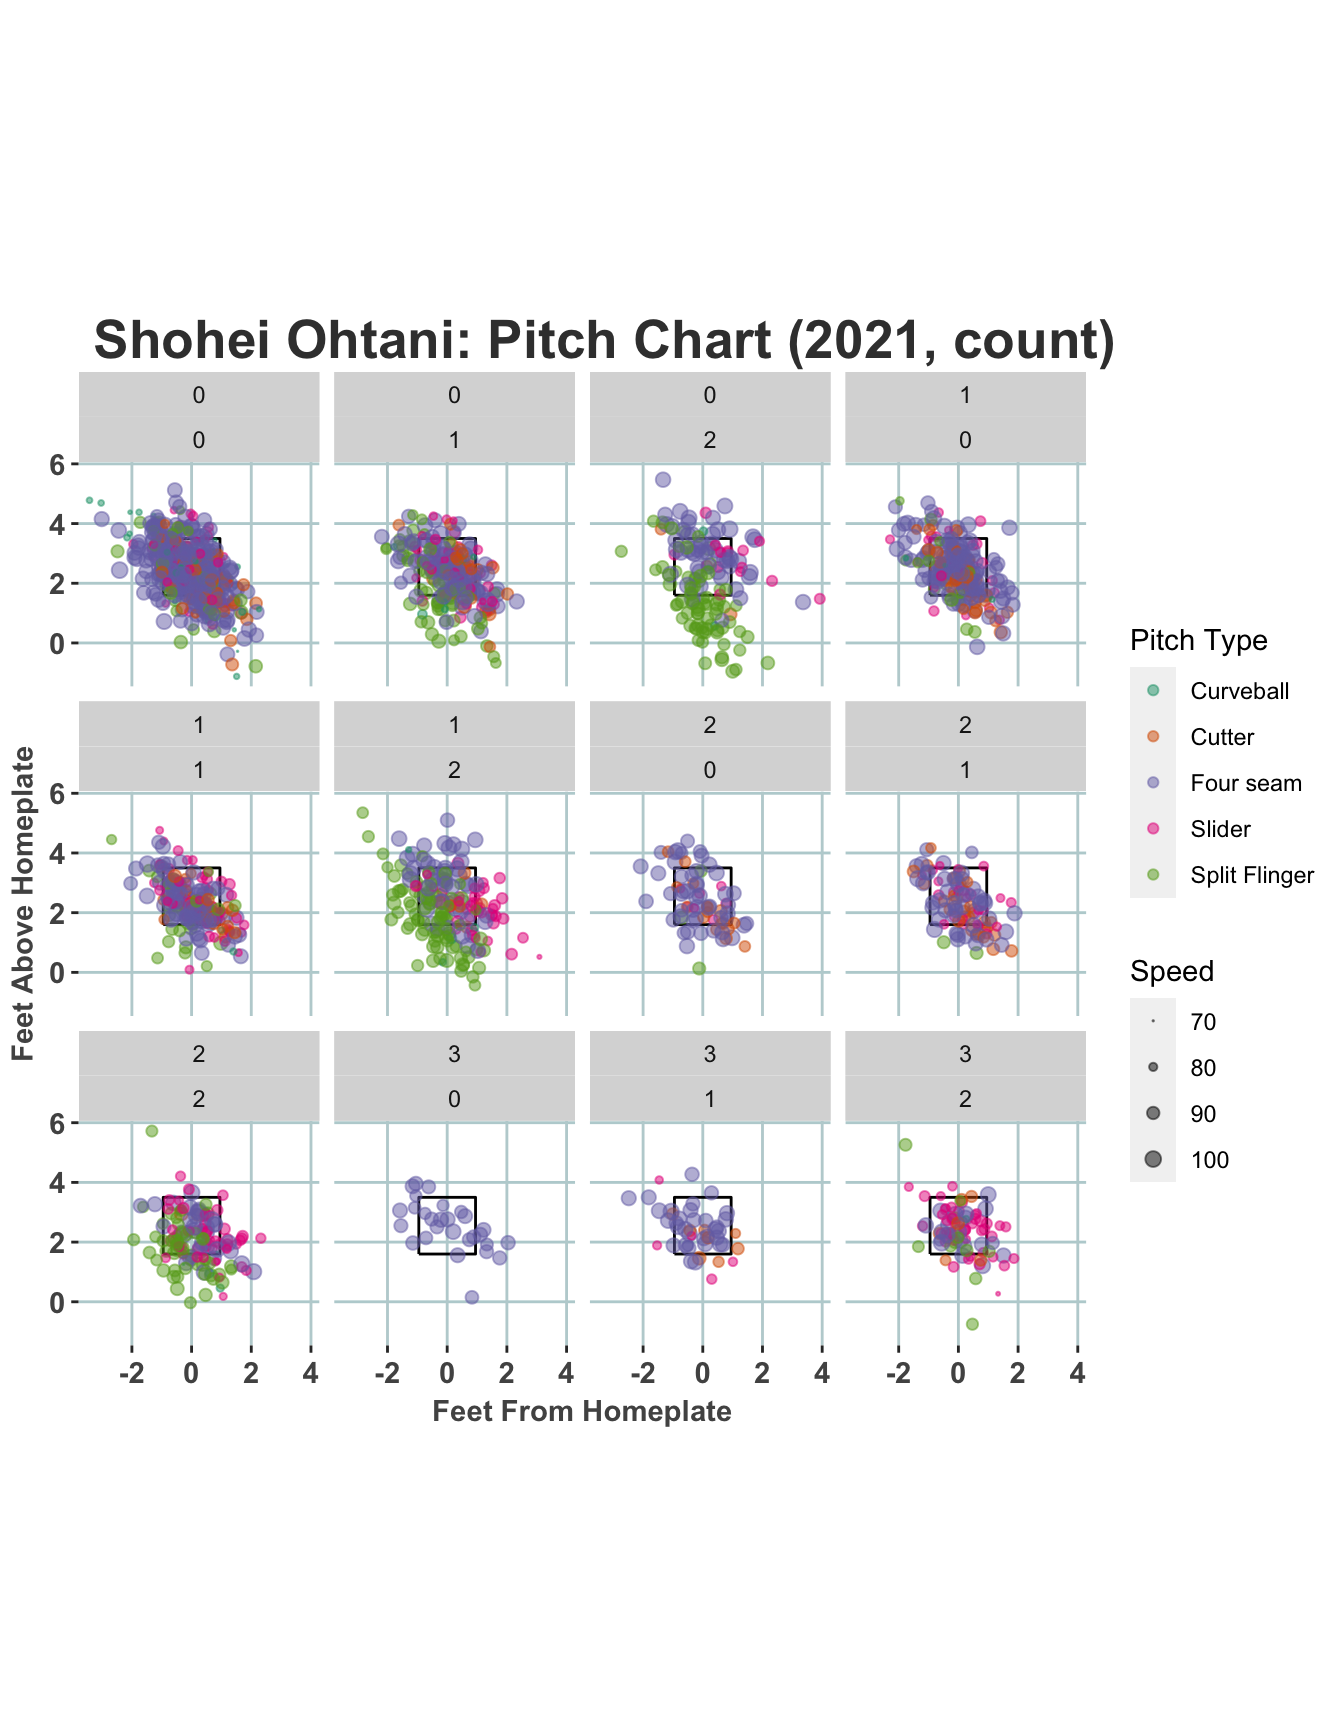 Shohei Ohtani: Pitch Chart (2021, count)
0 0 0 1
0 1 2 0
6
4
2
0
1 1 2 2
1 2 0 1
6
4
2
0
2 3 3 3
2 0 1 2
6
4
2
0
-2 0 2 4 -2 0 2 4 -2 0 2 4 -2 0 2 4
Feet From Homeplate
Feet Above Homeplate
Pitch Type
Curveball
Cutter
Four seam
Slider
Split Flinger
Speed
70
80
90
100